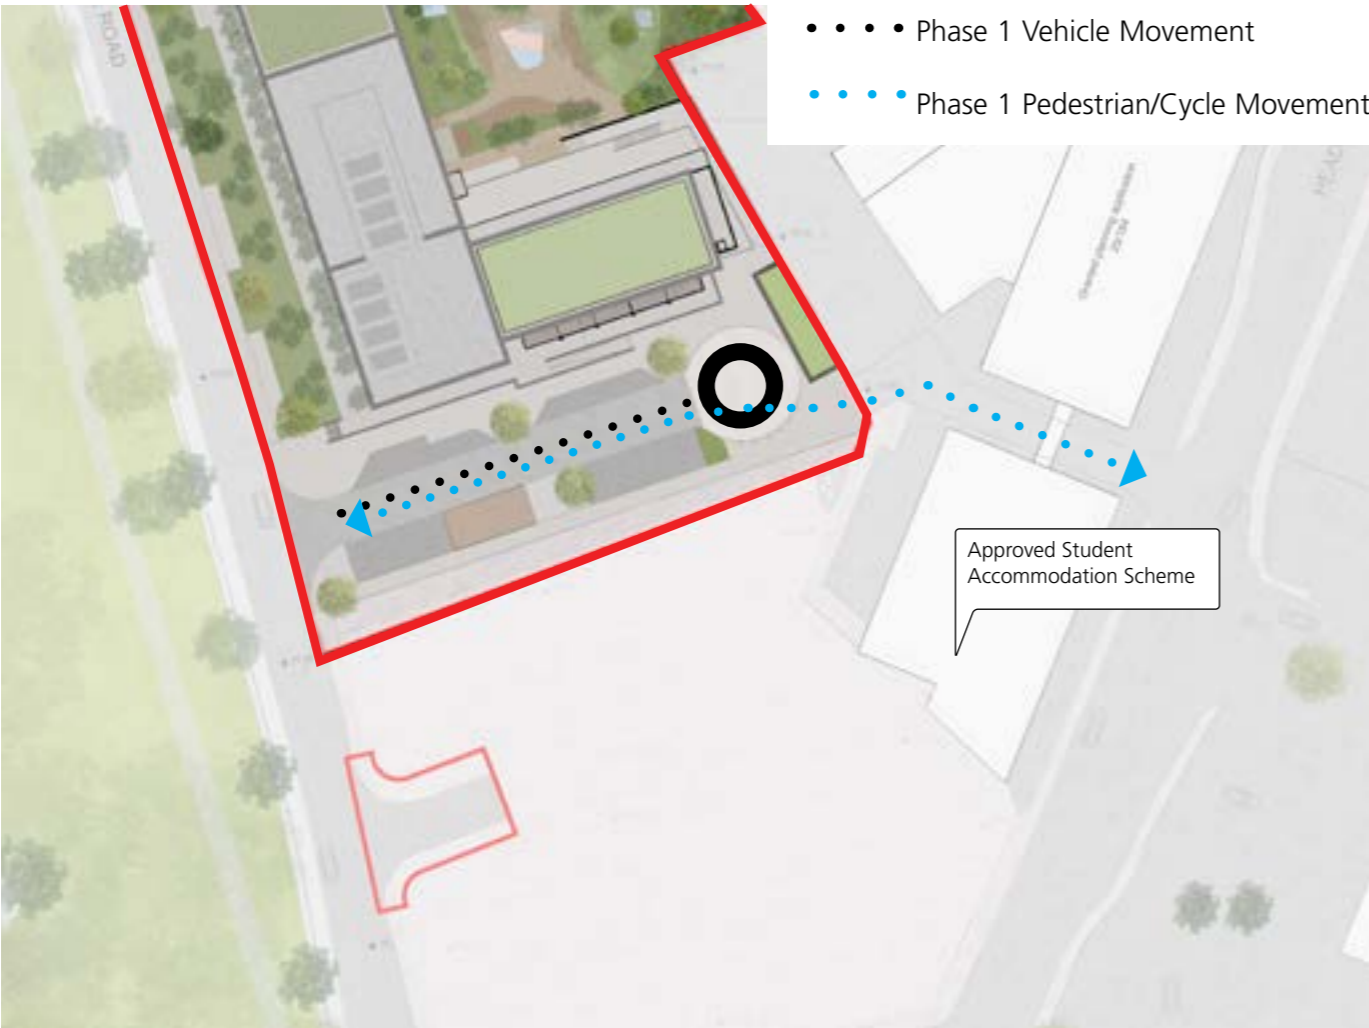 ROAD
Phase 1 Vehicle Movement
Phase 1 Pedestrian/Cycle Movement
Approved Student
Accommodation Scheme